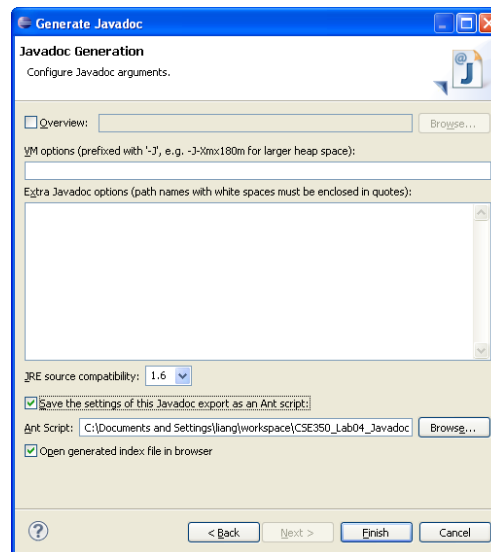 Generate Javadoc
Javadoc Generation
Configure Javadoc arguments.
@
J
Overview:
Browse...
VM options (prefixed with '-J', e.g. -J-Xmx180m for larger heap space):
Extra Javadoc options (path names with white spaces must be enclosed in quotes):
JRE source compatibility: 1.6
Save the settings of this Javadoc export as an Ant script:
Ant Script: C:\Documents and Settings\liang\workspace\CSE350_Lab04_Javadoc Browse...
Open generated index file in browser
? < Back Next > Finish Cancel